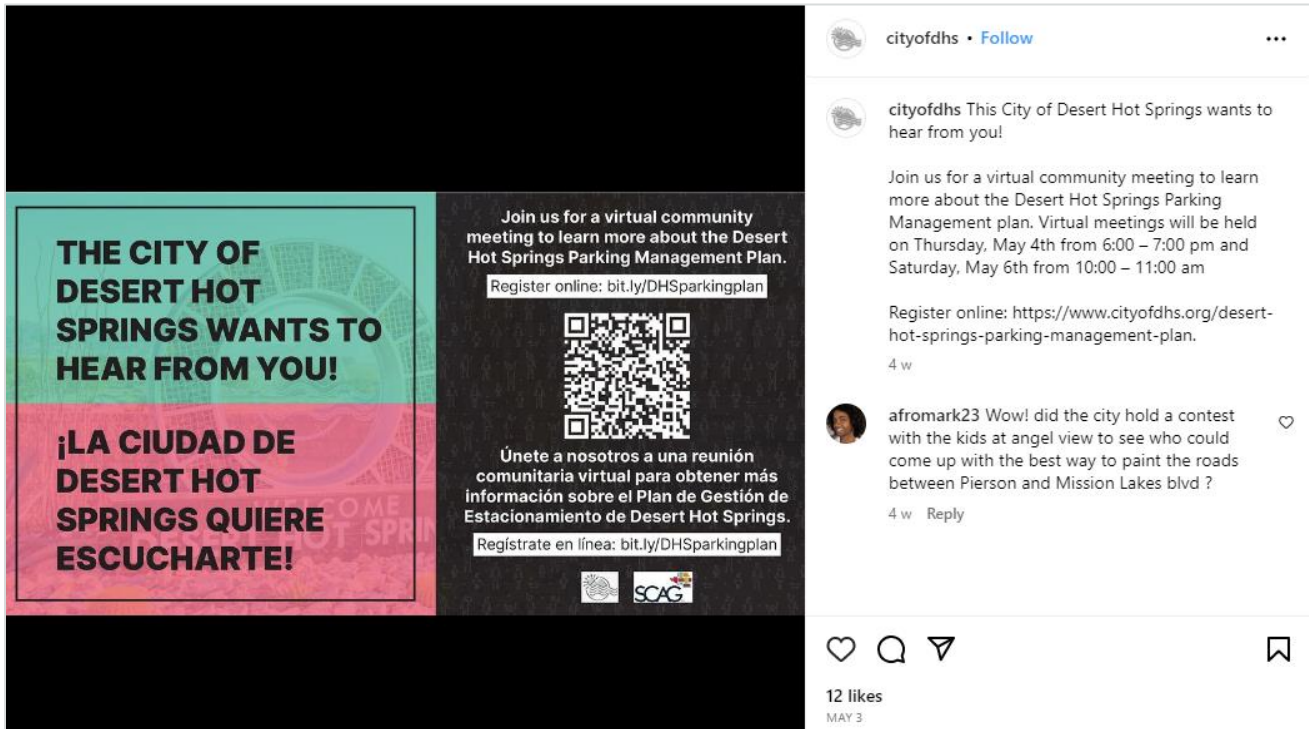 THE CITY OF
DESERT HOT
SPRINGS WANTS TO
HEAR FROM YOU!
¡LA CIUDAD DE
DESERT HOT
SPRINGS QUIERE
ESCUCHARTE!
WELCOME
DESERT HOT SPRIN
Join us for a virtual community
meeting to learn more about the Desert
Hot Springs Parking Management Plan.
Register online: bit.ly/DHSparkingplan
Únete a nosotros a una reunión
comunitaria virtual para obtener más
información sobre el Plan de Gestión de
Estacionamiento de Desert Hot Springs.
Regístrate en línea: bit.ly/DHSparkingplan
SCAG
cityofdhs • Follow
cityofdhs This City of Desert Hot Springs wants to
hear from you!
Join us for a virtual community meeting to learn
more about the Desert Hot Springs Parking
Management plan. Virtual meetings will be held
on Thursday, May 4th from 6:00 – 7:00 pm and
Saturday, May 6th from 10:00 – 11:00 am
Register online: https://www.cityofdhs.org/desert-
hot-springs-parking-management-plan.
4 w
afromark23 Wow! did the city hold a contest
with the kids at angel view to see who could
come up with the best way to paint the roads
between Pierson and Mission Lakes blvd ?
4 w Reply
12 likes
MAY 3